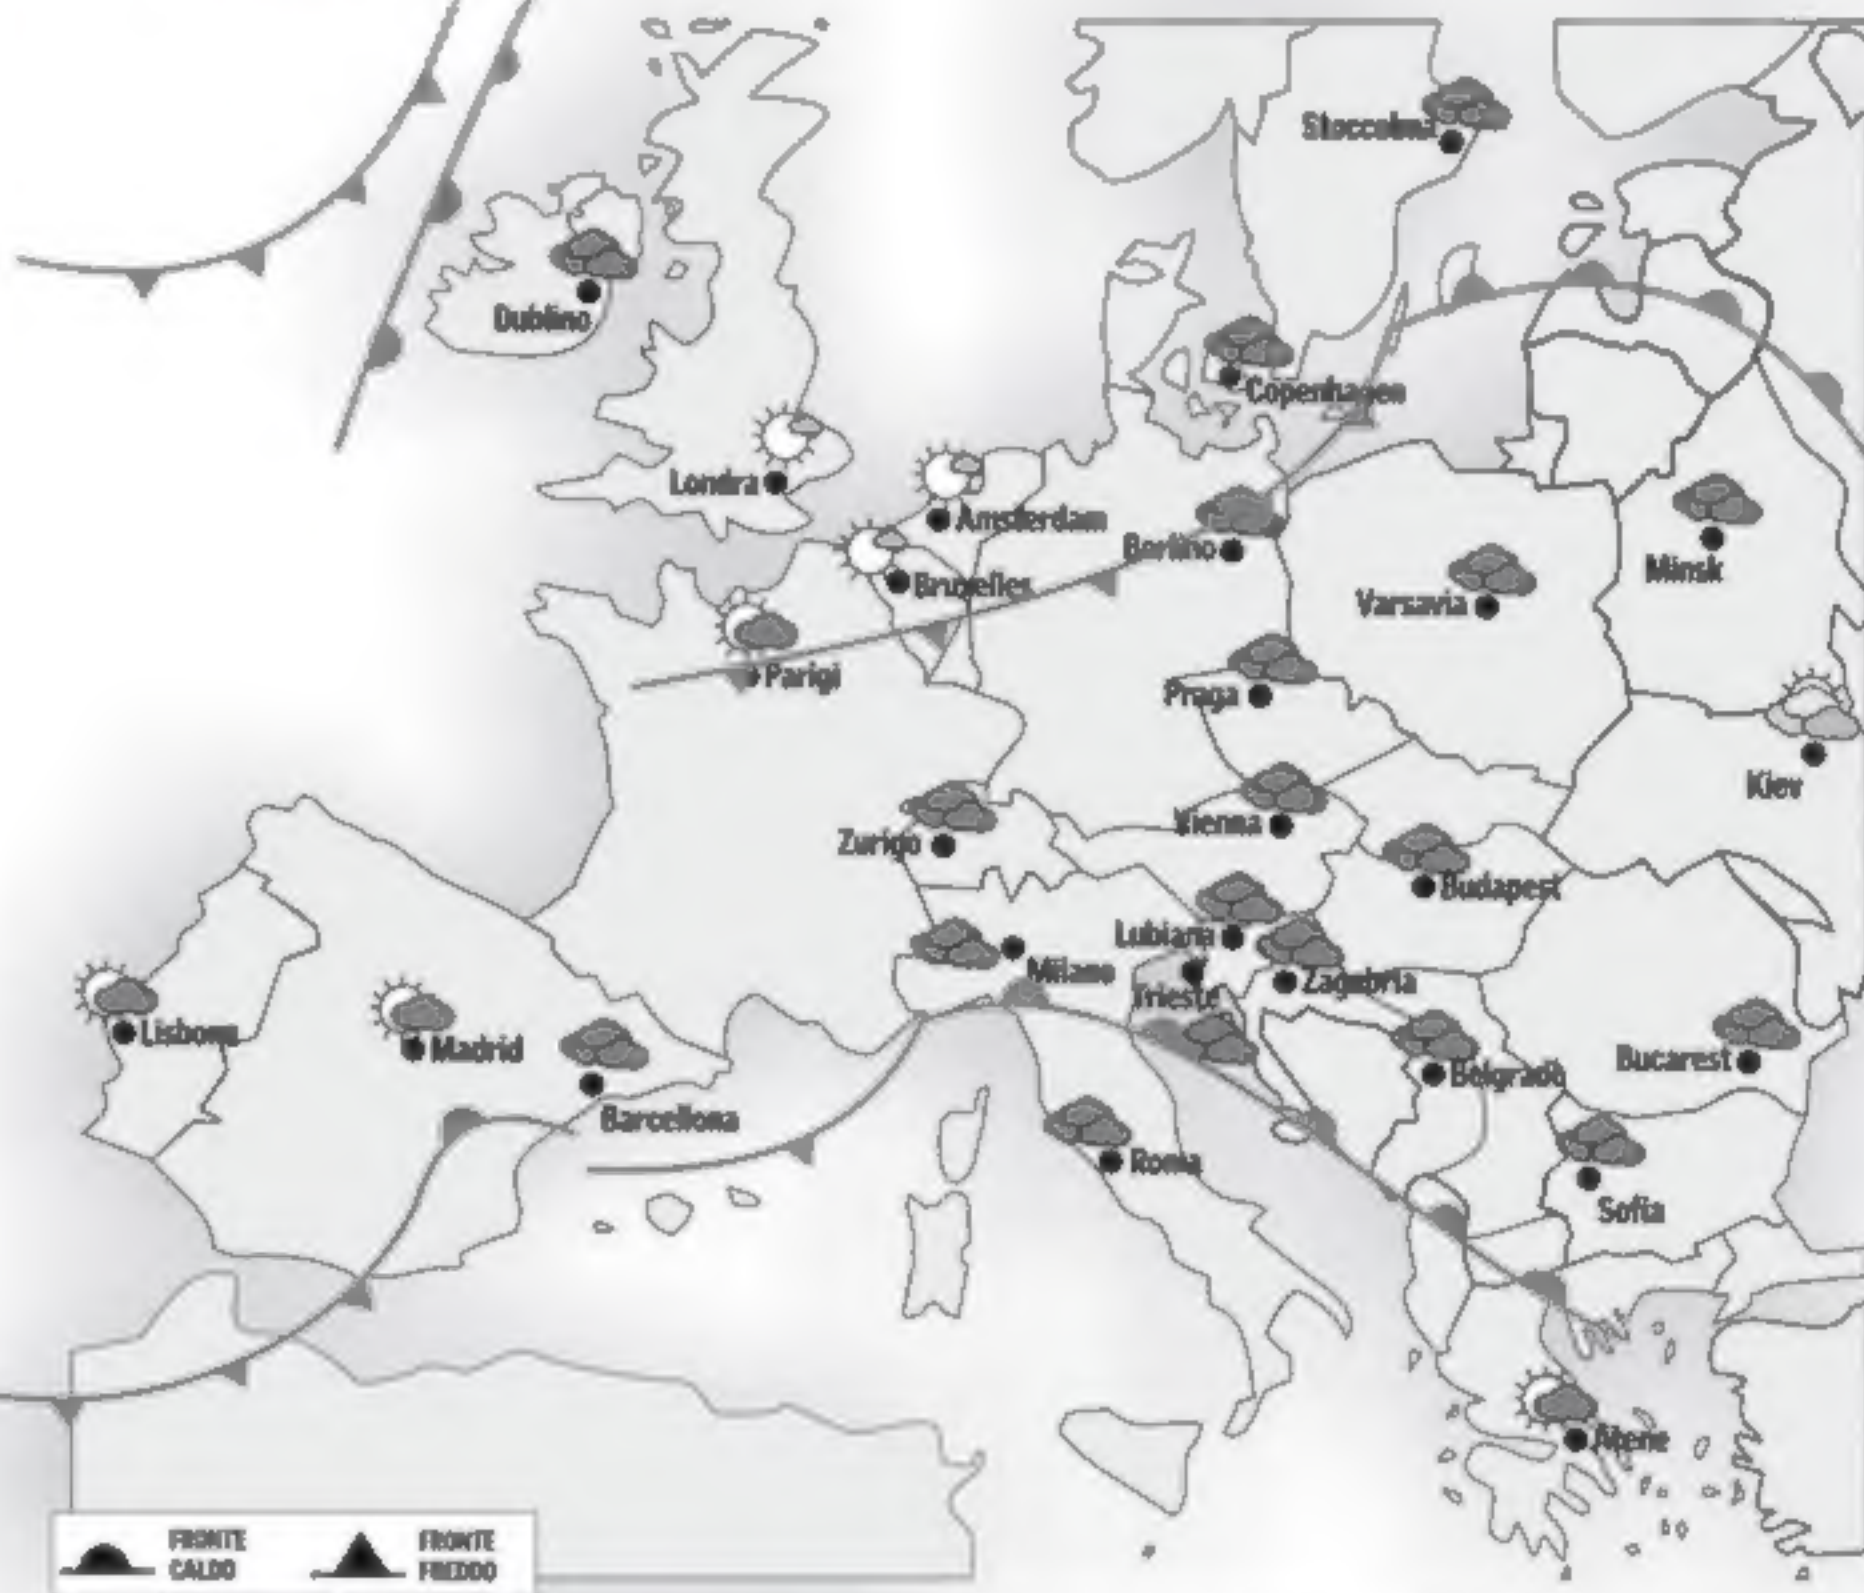 Stoccolma
Dublino
Copenhagen
Londra
Amsterdam
Berlino
Bruxelles
Minsk
Varsavia
Parigi
Praga
Kiev
Vienna
Zurigo
Budapest
Lubiana
Milano
Zagabria
Trieste
Lisbona
Madrid
Bucarest
Belgrado
Barcellona
Roma
Sofia
Atene
FRONTE
CALDO
FRONTE
FREDDO